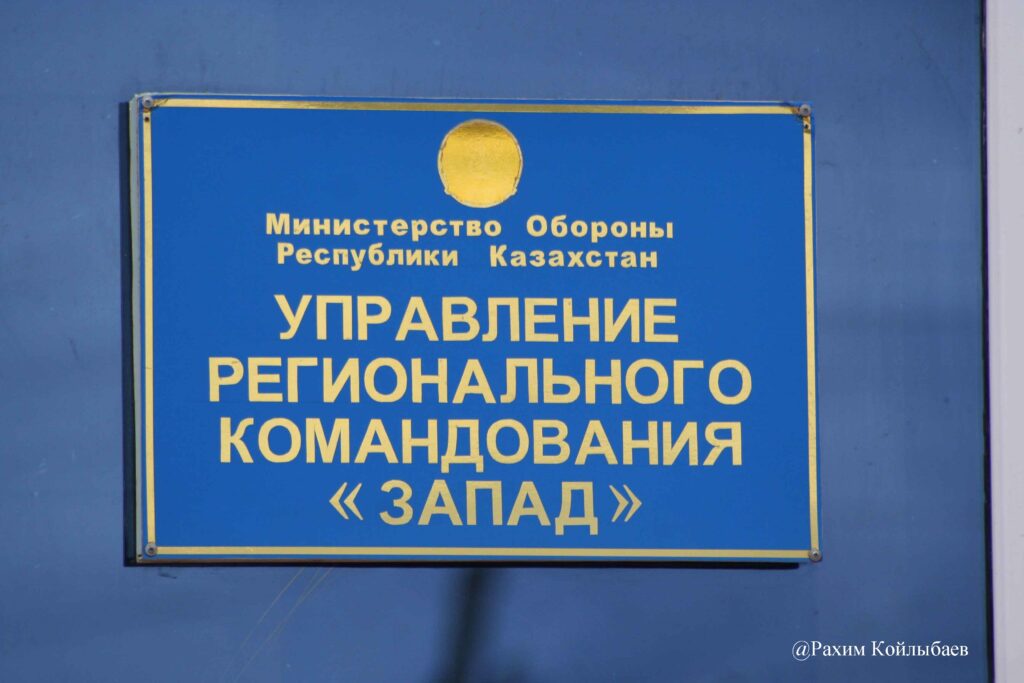 Министерство Обороны
Республики Казахстан
УПРАВЛЕНИЕ
РЕГИОНАЛЬНОГО
КОМАНДОВАНИЯ
«ЗАПАД»
@Рахим Койлыбаев